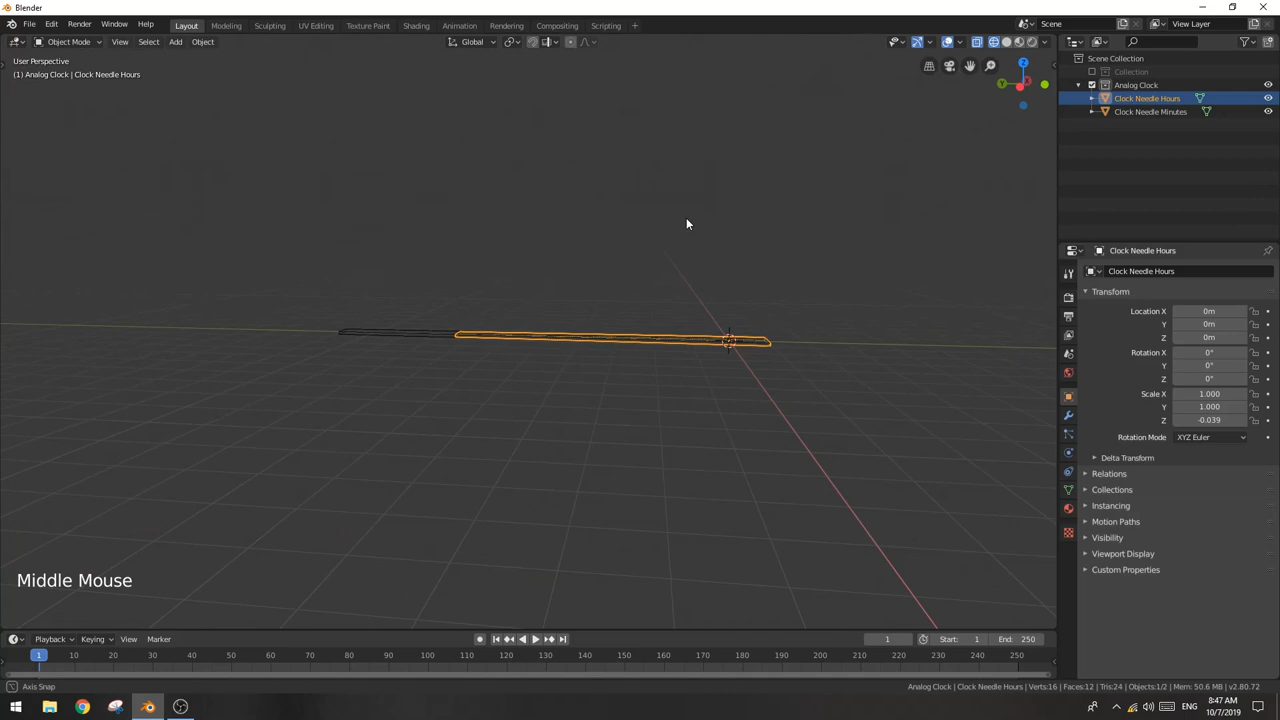 Blender
File Edit Render Window Help
Layout Modeling Sculpting UV Editing Texture Paint Shading Animation Rendering Compositing Scripting +
Scene
View Layer
Object Mode View Select Add Object
Global
User Perspective
(1) Analog Clock | Clock Needle Hours
Z
Y
X
Scene Collection
Collection
Analog Clock
Clock Needle Hours
Clock Needle Minutes
Clock Needle Hours
Clock Needle Hours
Transform
Location X 0m
Y 0m
Z 0m
Rotation X 0°
Y 0°
Z 0°
Scale X 1.000
Y 1.000
Z -0.039
Rotation Mode XYZ Euler
Delta Transform
Relations
Collections
Instancing
Motion Paths
Visibility
Viewport Display
Custom Properties
Middle Mouse
Playback Keying View Marker
1 Start: 1 End: 250
1 10 20 30 40 50 60 70 80 90 100 110 120 130 140 150 160 170 180 190 200 210 220 230 240 250
Axis Snap
Analog Clock | Clock Needle Hours | Verts:16 | Faces:12 | Tris:24 | Objects:1/2 | Mem: 50.6 MB | v2.80.72
ENG
8:47 AM
10/7/2019